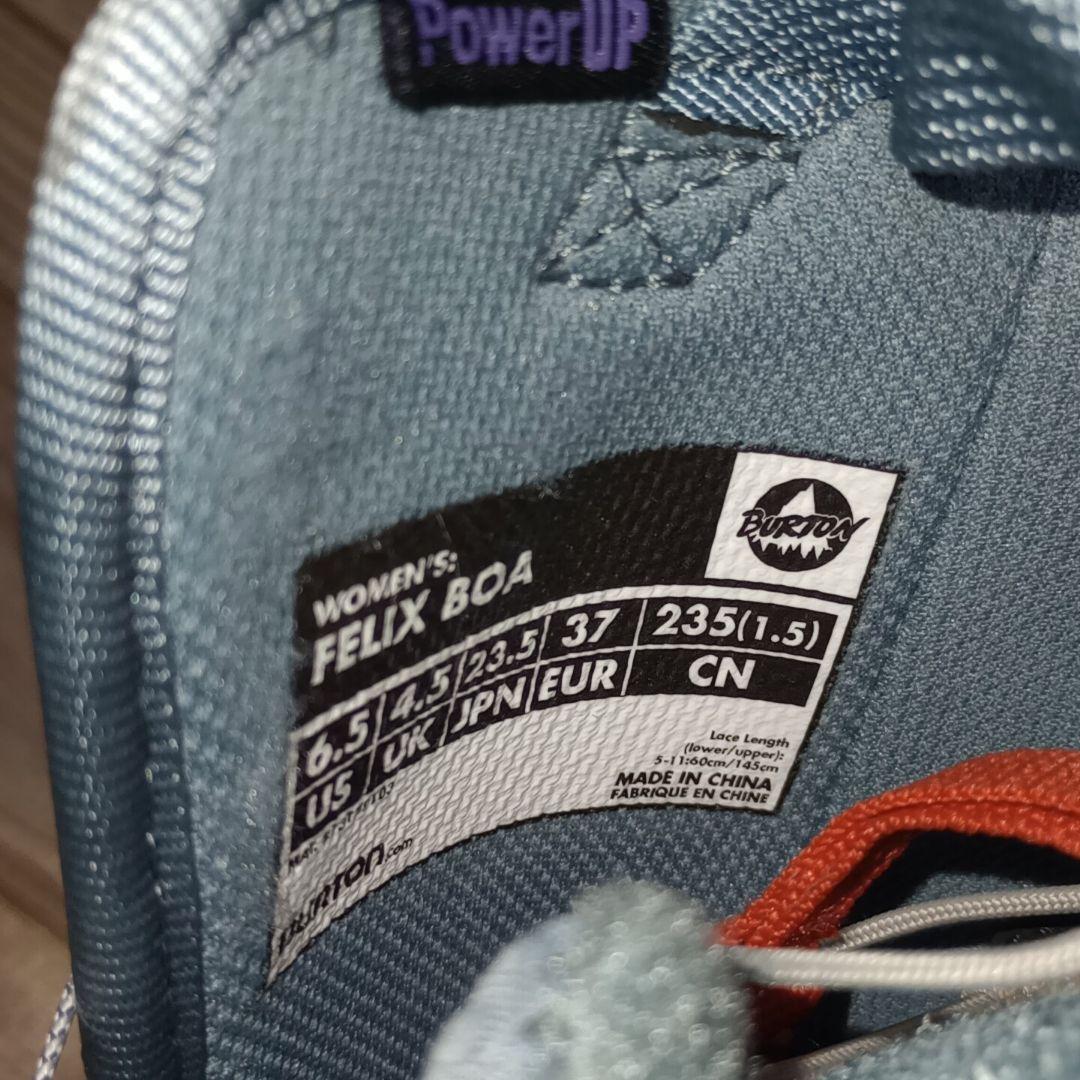 PowerUP
BURTON
WOMEN'S:
FELIX BOA
6.5 4.5 23.5 37 235(1.5)
US UK JPN EUR CN
Lace Length
(lower/upper):
5-11:60cm/145cm
MADE IN CHINA
FABRIQUE EN CHINE
MAT.
BURTON.com